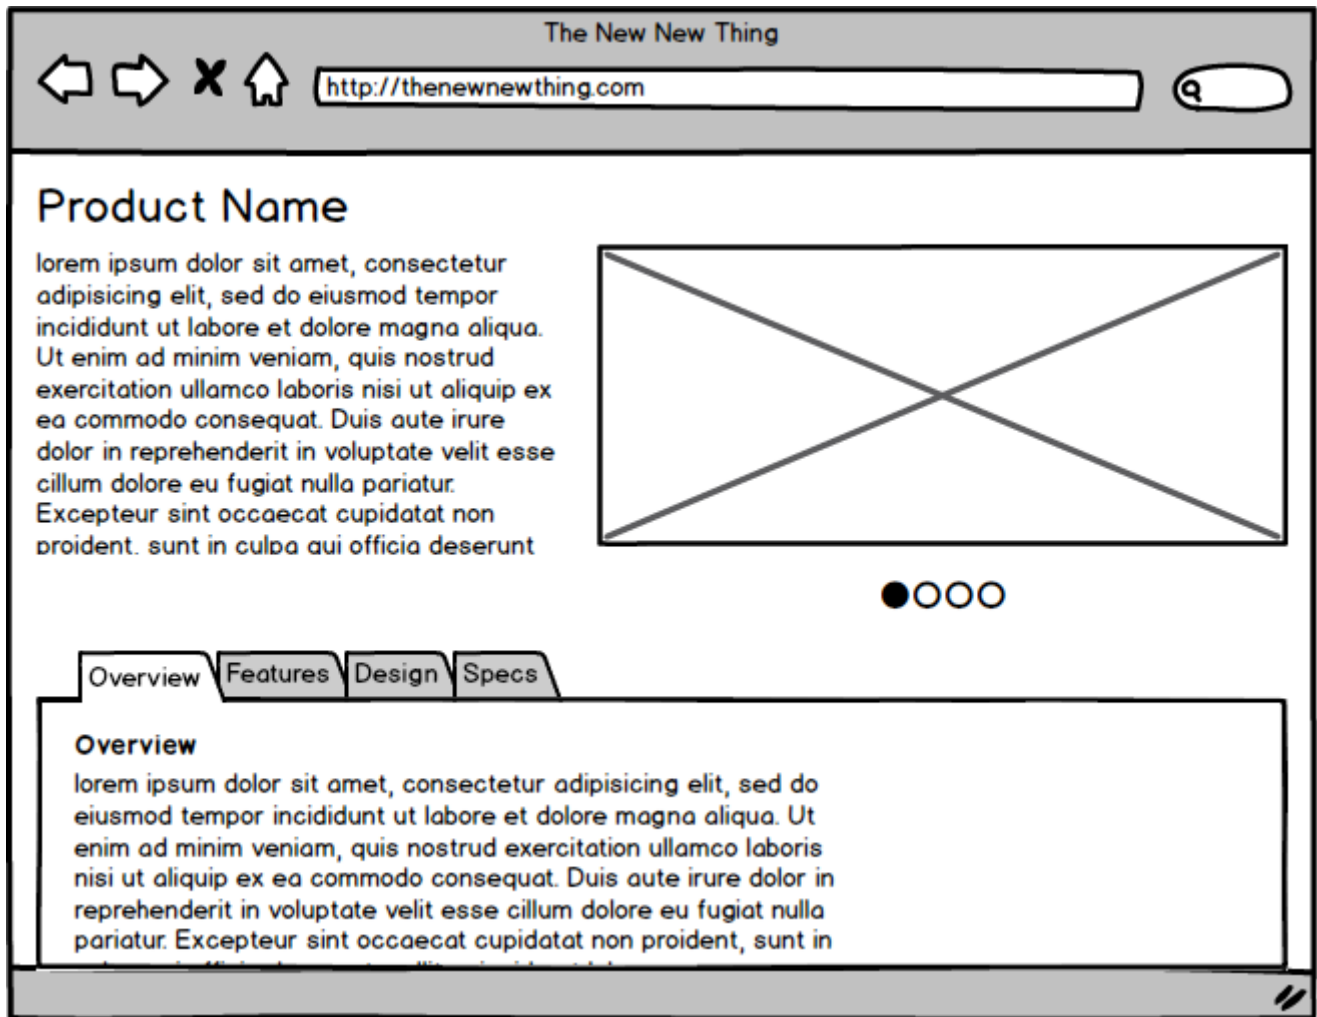 The New New Thing
http://thenewnewthing.com
Product Name
lorem ipsum dolor sit amet, consectetur
adipisicing elit, sed do eiusmod tempor
incididunt ut labore et dolore magna aliqua.
Ut enim ad minim veniam, quis nostrud
exercitation ullamco laboris nisi ut aliquip ex
ea commodo consequat. Duis aute irure
dolor in reprehenderit in voluptate velit esse
cillum dolore eu fugiat nulla pariatur.
Excepteur sint occaecat cupidatat non
proident, sunt in culpa qui officia deserunt
Overview Features Design Specs
Overview
lorem ipsum dolor sit amet, consectetur adipisicing elit, sed do
eiusmod tempor incididunt ut labore et dolore magna aliqua. Ut
enim ad minim veniam, quis nostrud exercitation ullamco laboris
nisi ut aliquip ex ea commodo consequat. Duis aute irure dolor in
reprehenderit in voluptate velit esse cillum dolore eu fugiat nulla
pariatur. Excepteur sint occaecat cupidatat non proident, sunt in